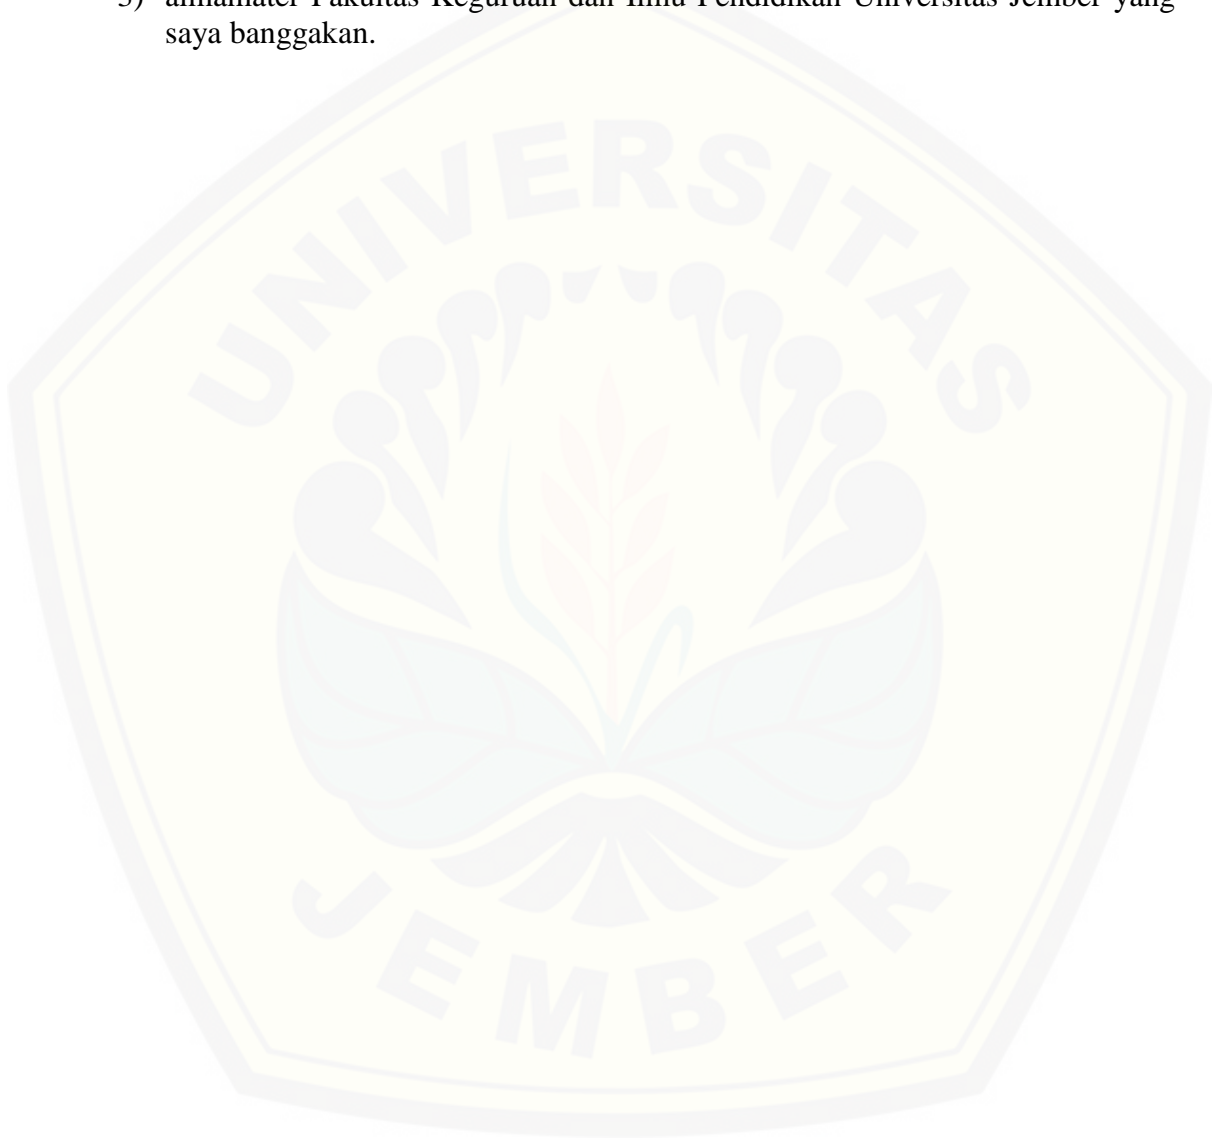 3) almamater Fakultas Keguruan dan Ilmu Pendidikan Universitas Jember yang
saya banggakan.
UNIVERSITAS
JEMBER